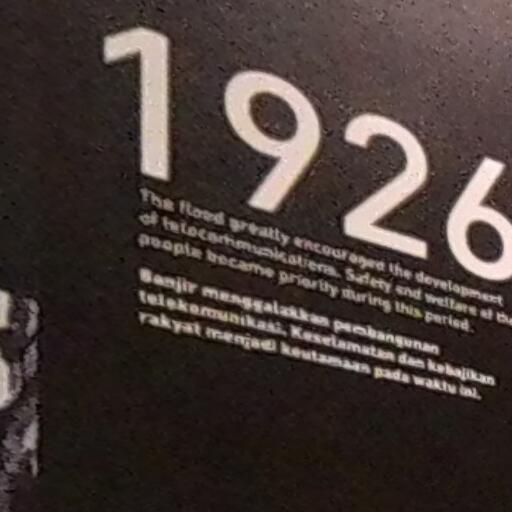 1926
The flood greatly encouraged the development
of telecommunications. Safety and welfare of the
people became priority during this period.
Banjir menggalakkan pembangunan
telekomunikasi. Keselamatan dan kebajikan
rakyat menjadi keutamaan pada waktu ini.